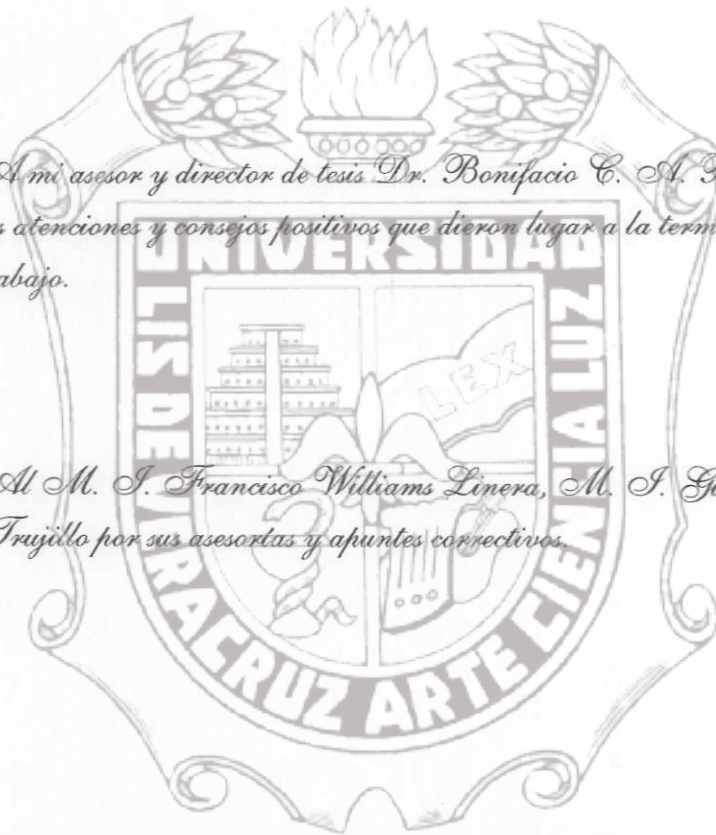 A mi asesor y director de tesis Dr. Bonifacio C. A.
s atenciones y consejos positivos que dieron lugar a la term
abajo.
Al M. I. Francisco Williams Linera, M. I.
Trujillo por sus asesorías y apuntes correctivos.
UNIVERSIDAD
LIS DE VERACRUZ ARTE CIENCIA LUZ
LEX